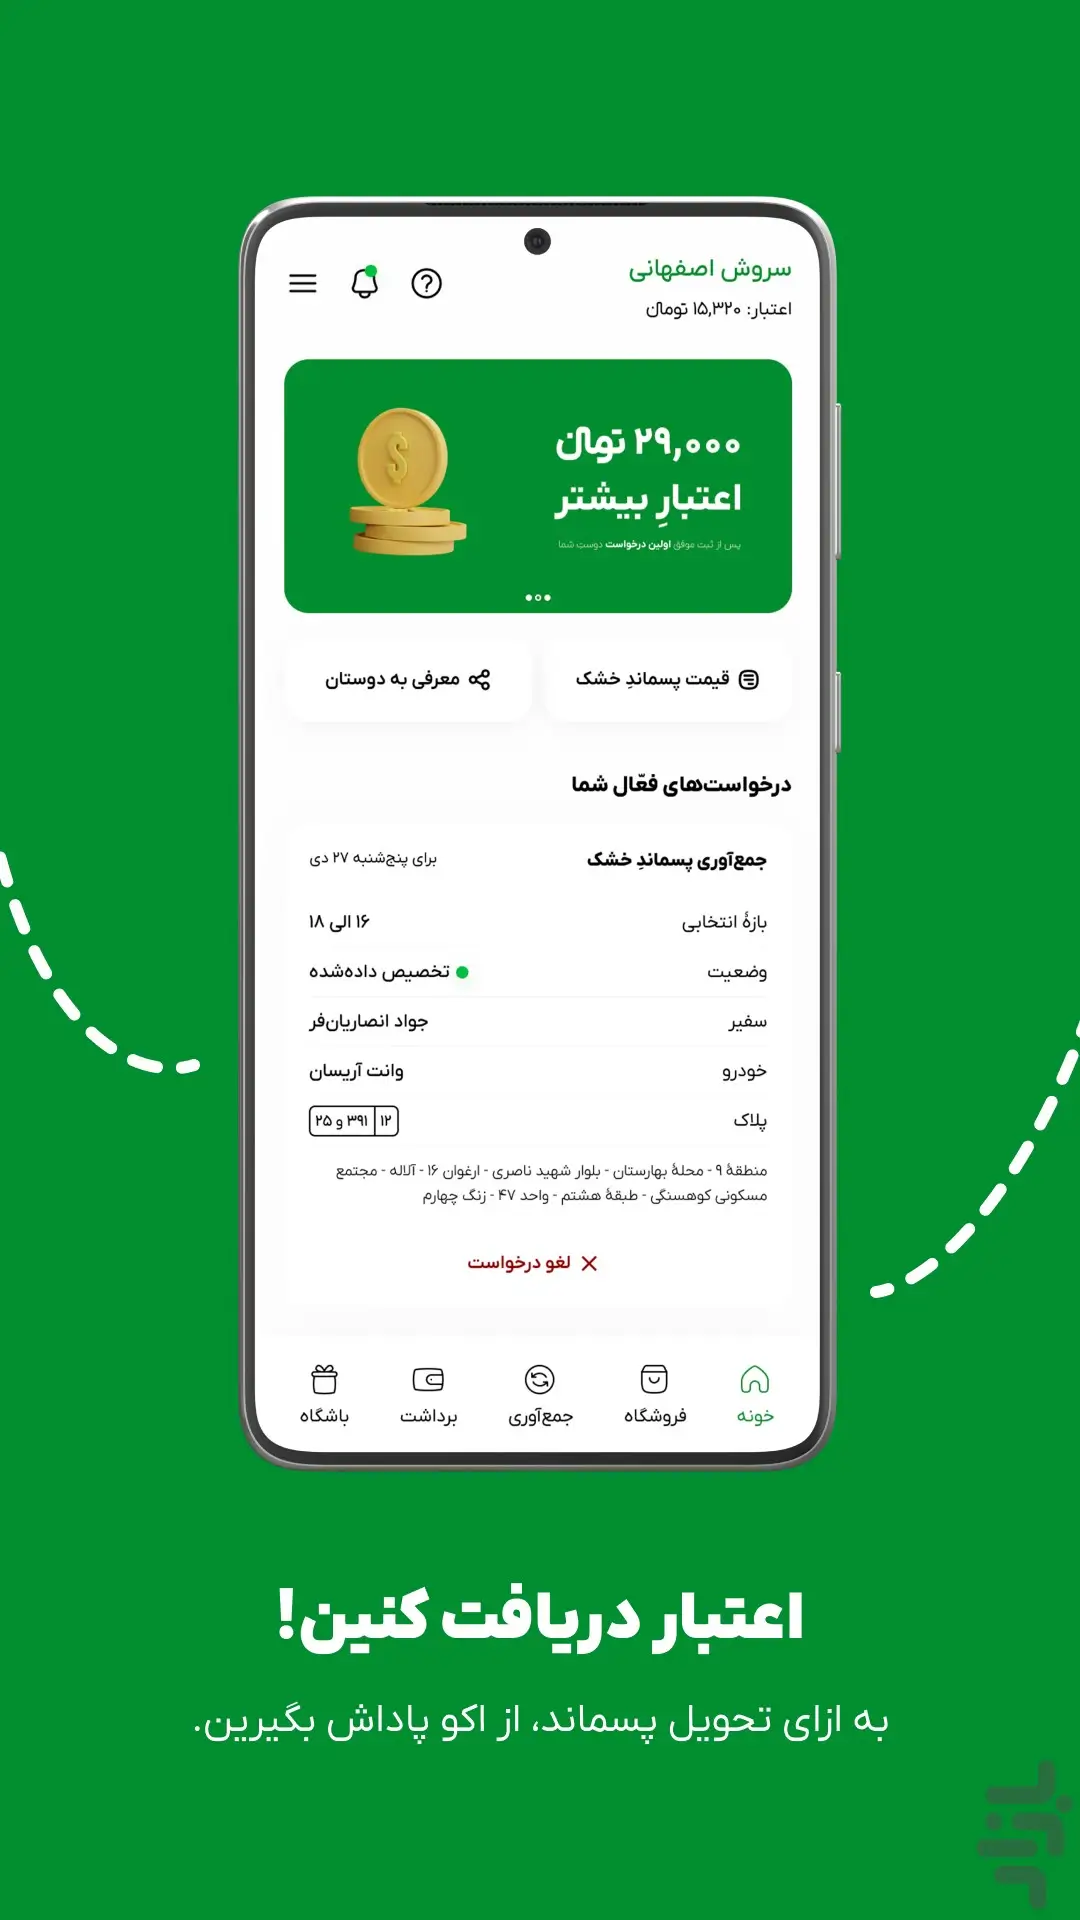 سروش اصفهانی
اعتبار: ۱۵,۳۲۰ تومان
۲۹,۰۰۰ تومان
اعتبارِ بیشتر
پس از ثبت موفق اولین درخواست دوست شما
قیمت پسماندِ خشک
معرفی به دوستان
درخواست‌های فعّال شما
جمع‌آوری پسماندِ خشک
برای پنج‌شنبه ۲۷ دی
بازهٔ انتخابی
۱۶ الی ۱۸
وضعیت
تخصیص داده‌شده
سفیر
جواد انصاریان‌فر
خودرو
وانت آریسان
پلاک
۱۲ | ۳۹۱ و ۲۵
منطقهٔ ۹ - محلهٔ بهارستان - بلوار شهید ناصری - ارغوان ۱۶ - آلاله - مجتمع
مسکونی کوهسنگی - طبقهٔ هشتم - واحد ۴۷ - زنگ چهارم
لغو درخواست
خونه
فروشگاه
جمع‌آوری
برداشت
باشگاه
اعتبار دریافت کنین!
به ازای تحویل پسماند، از اکو پاداش بگیرین.
بازار